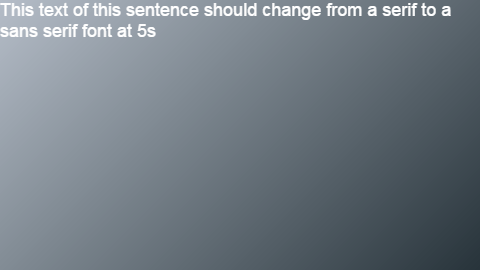 This text of this sentence should change from a serif to a
sans serif font at 5s